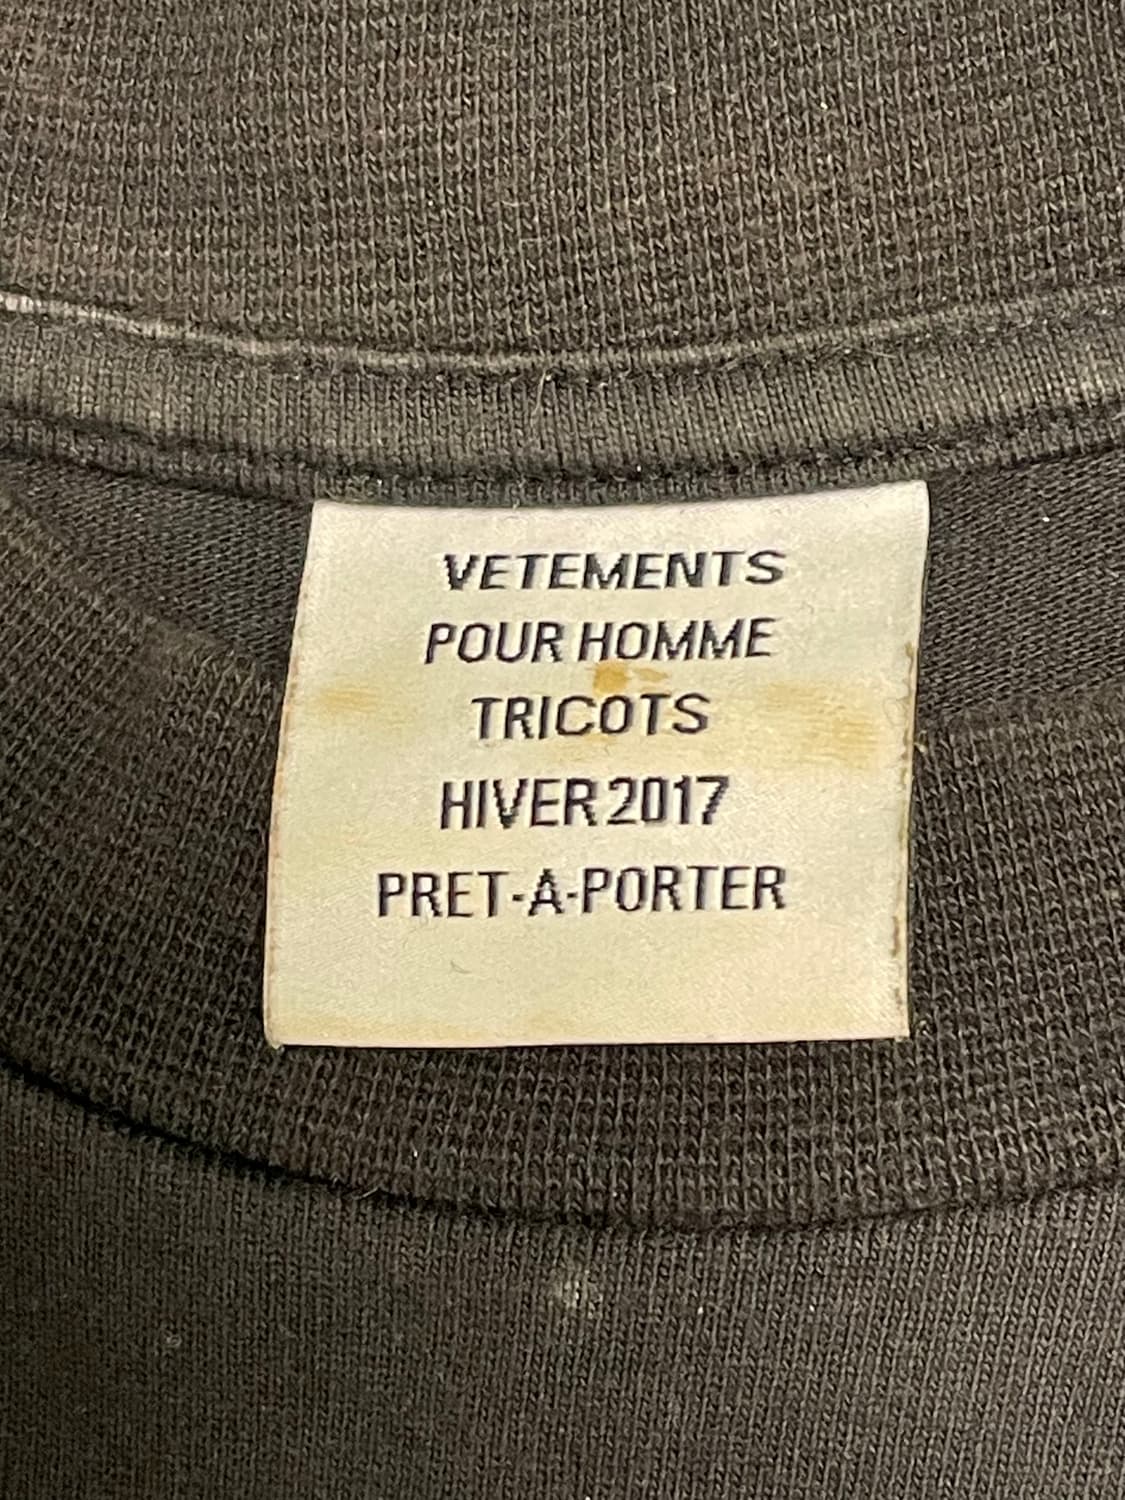 VETEMENTS
POUR HOMME
TRICOTS
HIVER 2017
PRET-A-PORTER